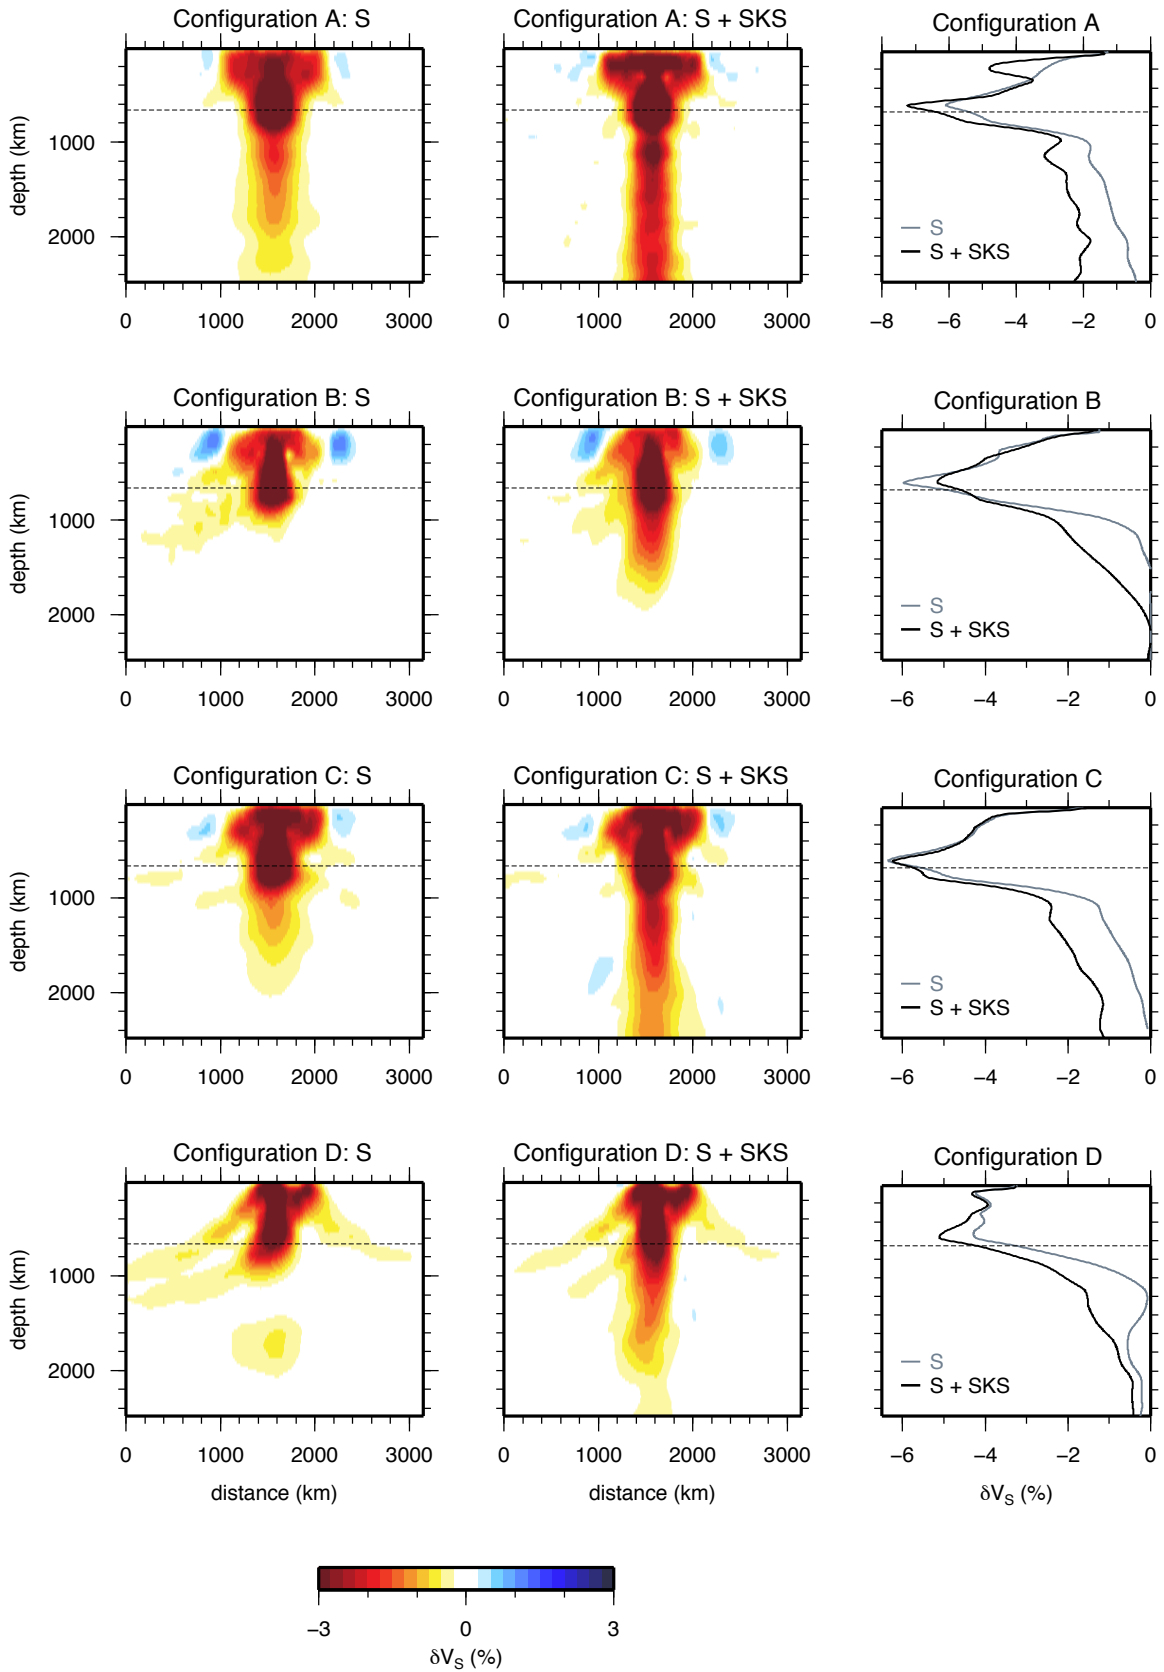 Configuration A: S
Configuration A: S + SKS
Configuration A
depth (km)
1000
2000
S
S + SKS
0 1000 2000 3000
0 1000 2000 3000
−8 −6 −4 −2 0
Configuration B: S
Configuration B: S + SKS
Configuration B
depth (km)
1000
2000
S
S + SKS
0 1000 2000 3000
0 1000 2000 3000
−6 −4 −2 0
Configuration C: S
Configuration C: S + SKS
Configuration C
depth (km)
1000
2000
S
S + SKS
0 1000 2000 3000
0 1000 2000 3000
−6 −4 −2 0
Configuration D: S
Configuration D: S + SKS
Configuration D
depth (km)
1000
2000
S
S + SKS
0 1000 2000 3000
0 1000 2000 3000
−6 −4 −2 0
distance (km)
distance (km)
δV_S (%)
−3 0 3
δV_S (%)